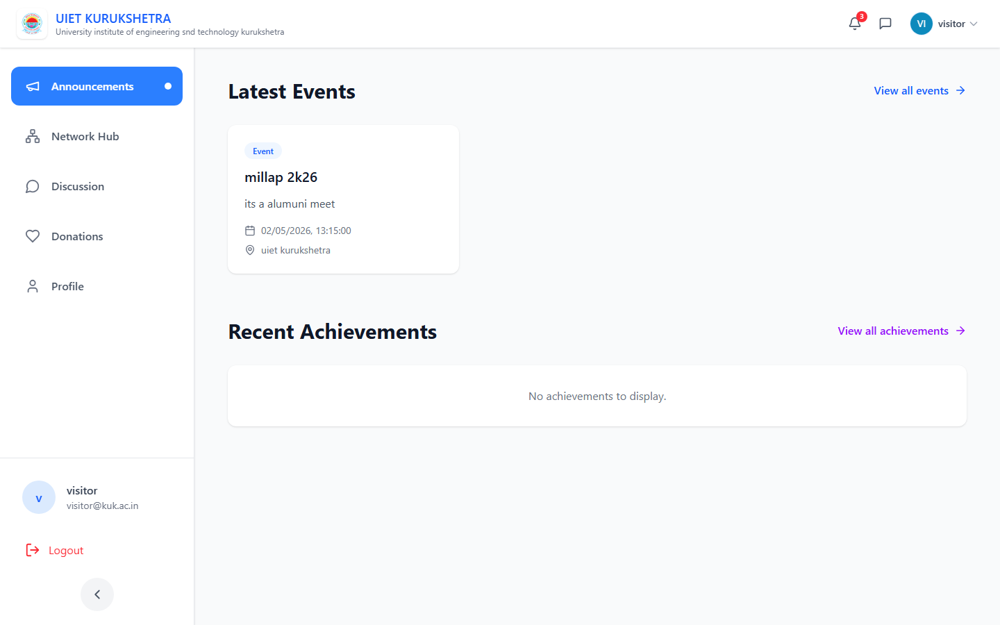 UIET KURUKSHETRA
University institute of engineering snd technology kurukshetra
3
VI
visitor
Announcements
Network Hub
Discussion
Donations
Profile
v
visitor
visitor@kuk.ac.in
Logout
Latest Events
View all events
Event
millap 2k26
its a alumuni meet
02/05/2026, 13:15:00
uiet kurukshetra
Recent Achievements
View all achievements
No achievements to display.